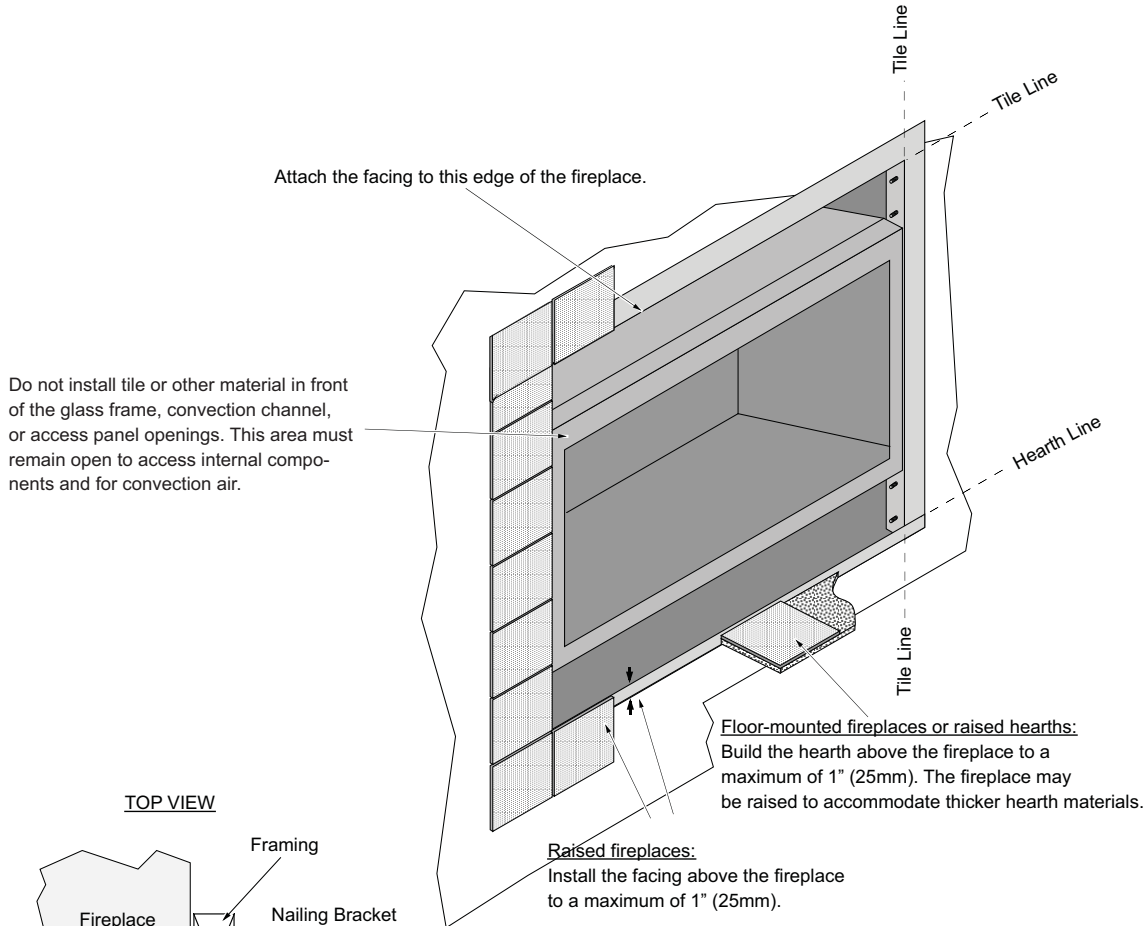 Tile Line
Tile Line
Attach the facing to this edge of the fireplace.
Do not install tile or other material in front
of the glass frame, convection channel,
or access panel openings. This area must
remain open to access internal compo-
nents and for convection air.
Hearth Line
Tile Line
Floor-mounted fireplaces or raised hearths:
Build the hearth above the fireplace to a
maximum of 1” (25mm). The fireplace may
be raised to accommodate thicker hearth materials.
Raised fireplaces:
Install the facing above the fireplace
to a maximum of 1” (25mm).
TOP VIEW
Framing
Nailing Bracket
Fireplace